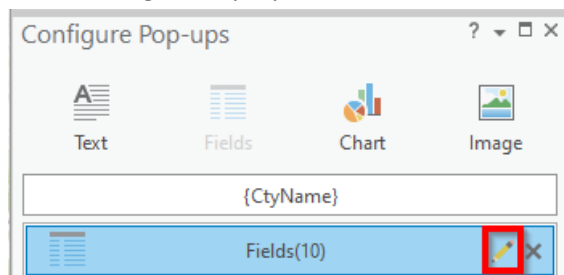 Configure Pop-ups ?
Text Fields Chart Image
{CtyName}
Fields(10)